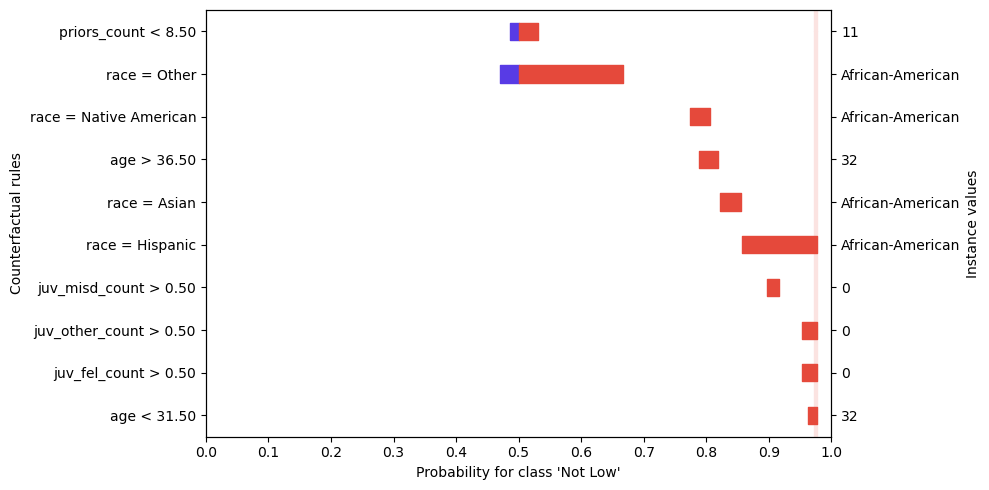 priors_count < 8.50
11
race = Other
African-American
race = Native American
African-American
age > 36.50
32
race = Asian
African-American
race = Hispanic
African-American
juv_misd_count > 0.50
0
juv_other_count > 0.50
0
juv_fel_count > 0.50
0
age < 31.50
32
Counterfactual rules
Instance values
0.0 0.1 0.2 0.3 0.4 0.5 0.6 0.7 0.8 0.9 1.0
Probability for class 'Not Low'